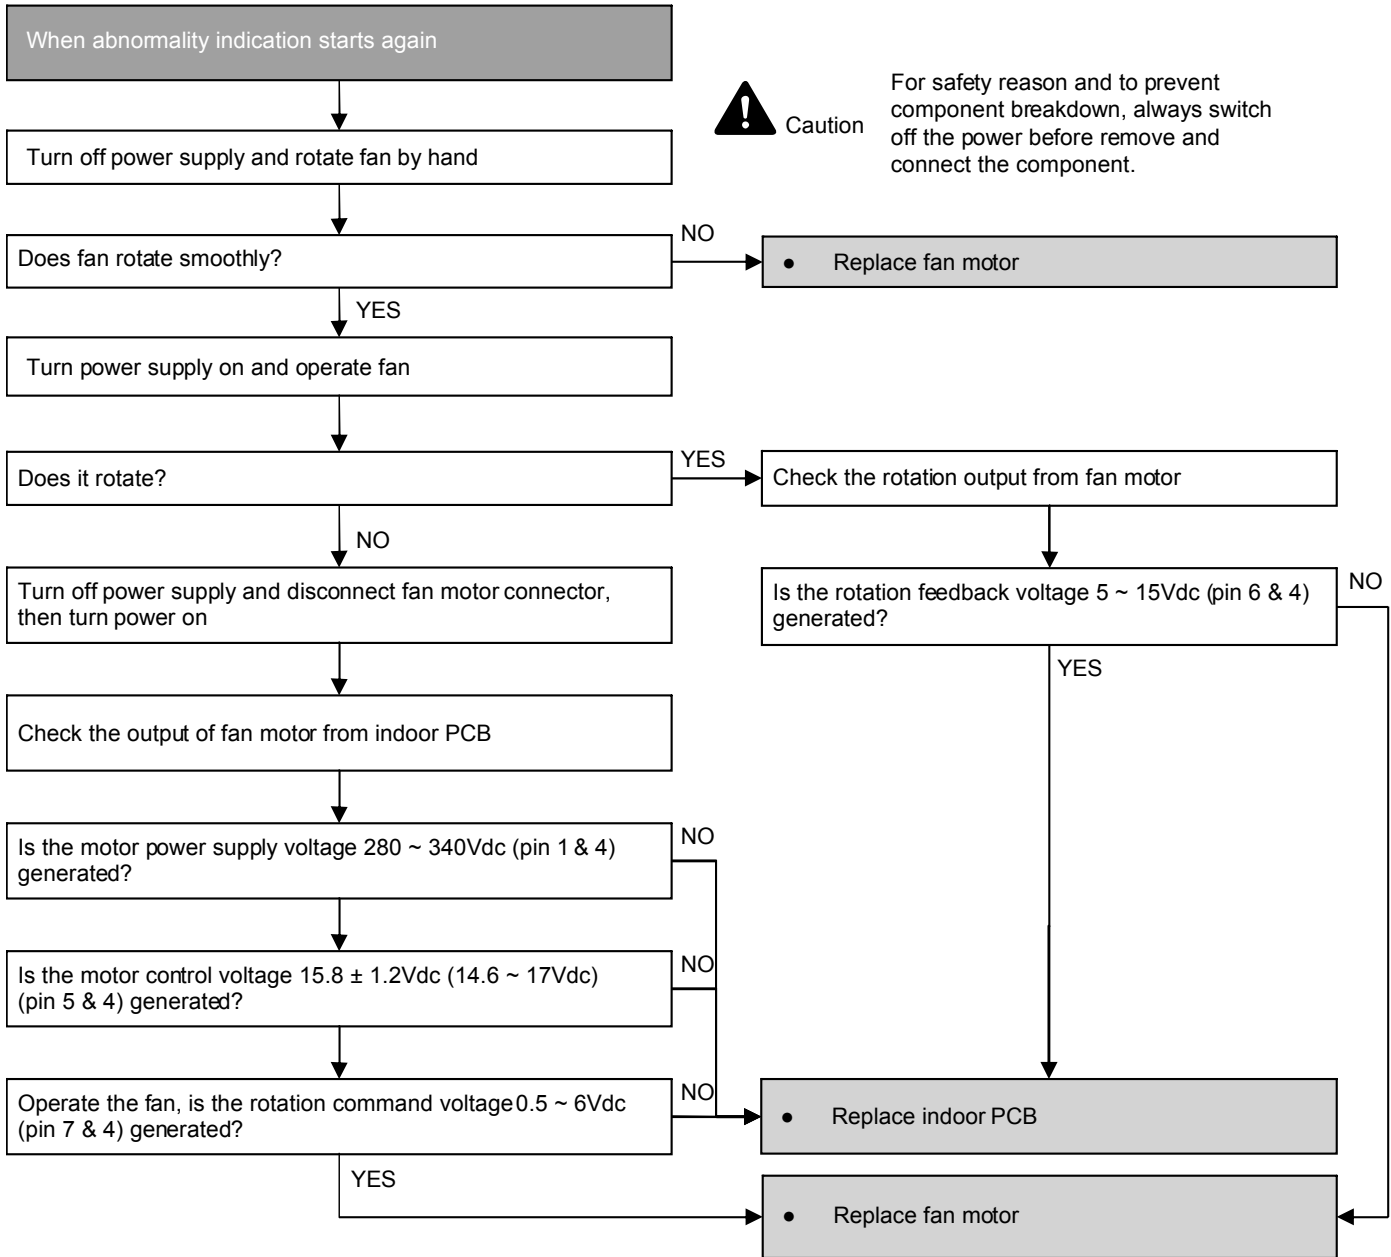 When abnormality indication starts again
Caution
For safety reason and to prevent
component breakdown, always switch
off the power before remove and
connect the component.
Turn off power supply and rotate fan by hand
Does fan rotate smoothly?
NO
● Replace fan motor
YES
Turn power supply on and operate fan
Does it rotate?
YES
Check the rotation output from fan motor
NO
Turn off power supply and disconnect fan motor connector,
then turn power on
Is the rotation feedback voltage 5 ~ 15Vdc (pin 6 & 4)
generated?
NO
YES
Check the output of fan motor from indoor PCB
Is the motor power supply voltage 280 ~ 340Vdc (pin 1 & 4)
generated?
NO
Is the motor control voltage 15.8 ± 1.2Vdc (14.6 ~ 17Vdc)
(pin 5 & 4) generated?
NO
Operate the fan, is the rotation command voltage 0.5 ~ 6Vdc
(pin 7 & 4) generated?
NO
● Replace indoor PCB
YES
● Replace fan motor